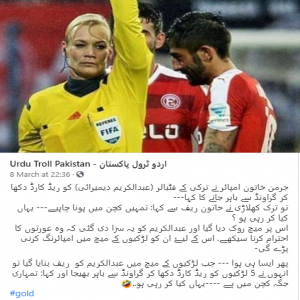 FIFA
REFEREE
Urdu Troll Pakistan - اردو ٹرول پاکستان
8 March at 22:36
جرمن خاتون امپائر نے ترکی کے فٹبالر (عبدالکریم دیمیرائی) کو ریڈ کارڈ دکھا
کر گراونڈ سے باہر جانے کا کہا---
تو ترک کھلاڑی نے خاتون ریف سے کہا: تمہیں کچن میں ہونا چاہیے--- یہاں
کیا کر رہی ہو ؟
اس پر میچ روک دیا گیا اور عبدالکریم کو یہ سزا دی گئی کہ وہ عورتوں کا
احترام کرنا سیکھے۔ اس کے لیئے ان کو لڑکیوں کے میچ میں امپائرنگ کرنی
پڑے گی-
پھر ایسا ہی ہوا --- جب لڑکیوں کے میچ میں عبدالکریم کو ریف بنایا گیا تو
انہوں نے 5 لڑکیوں کو ریڈ کارڈ دکھا کر گراونڈ سے باہر بھیجا اور کہا: تمہاری
جگہ کچن میں ہے ----یہاں کیا کر رہی ہو..🤣
#gold